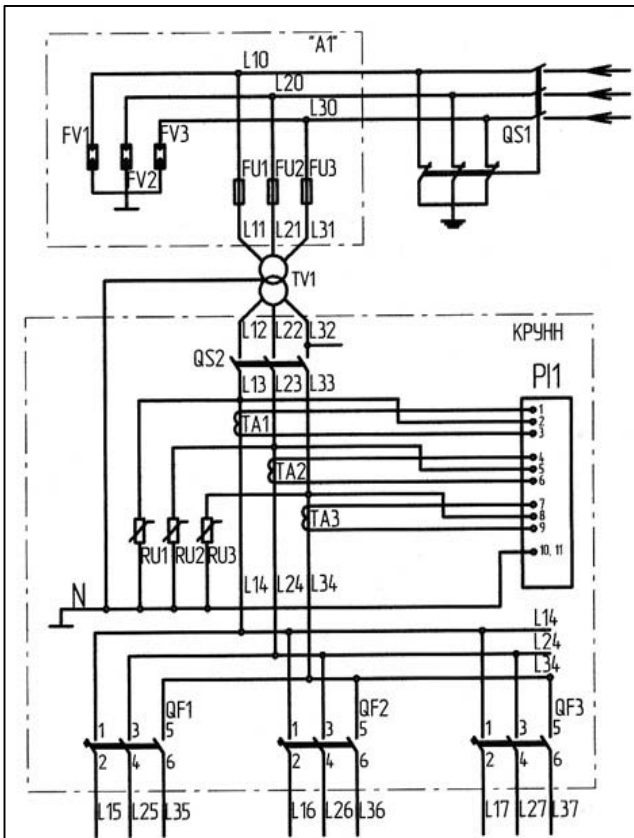 "A1"
L10
L20
L30
FV1
FV3
FV2
FU1 FU2 FU3
QS1
L11 L21 L31
TV1
L12 L22 L32
КРУНН
QS2
L13 L23 L33
PI1
TA1
1
2
3
TA2
4
5
6
TA3
7
8
9
10, 11
RU1 RU2 RU3
N
L14 L24 L34
L14
L24
L34
1 3 5 QF1
2 4 6
1 3 5 QF2
2 4 6
1 3 5 QF3
2 4 6
L15 L25 L35
L16 L26 L36
L17 L27 L37